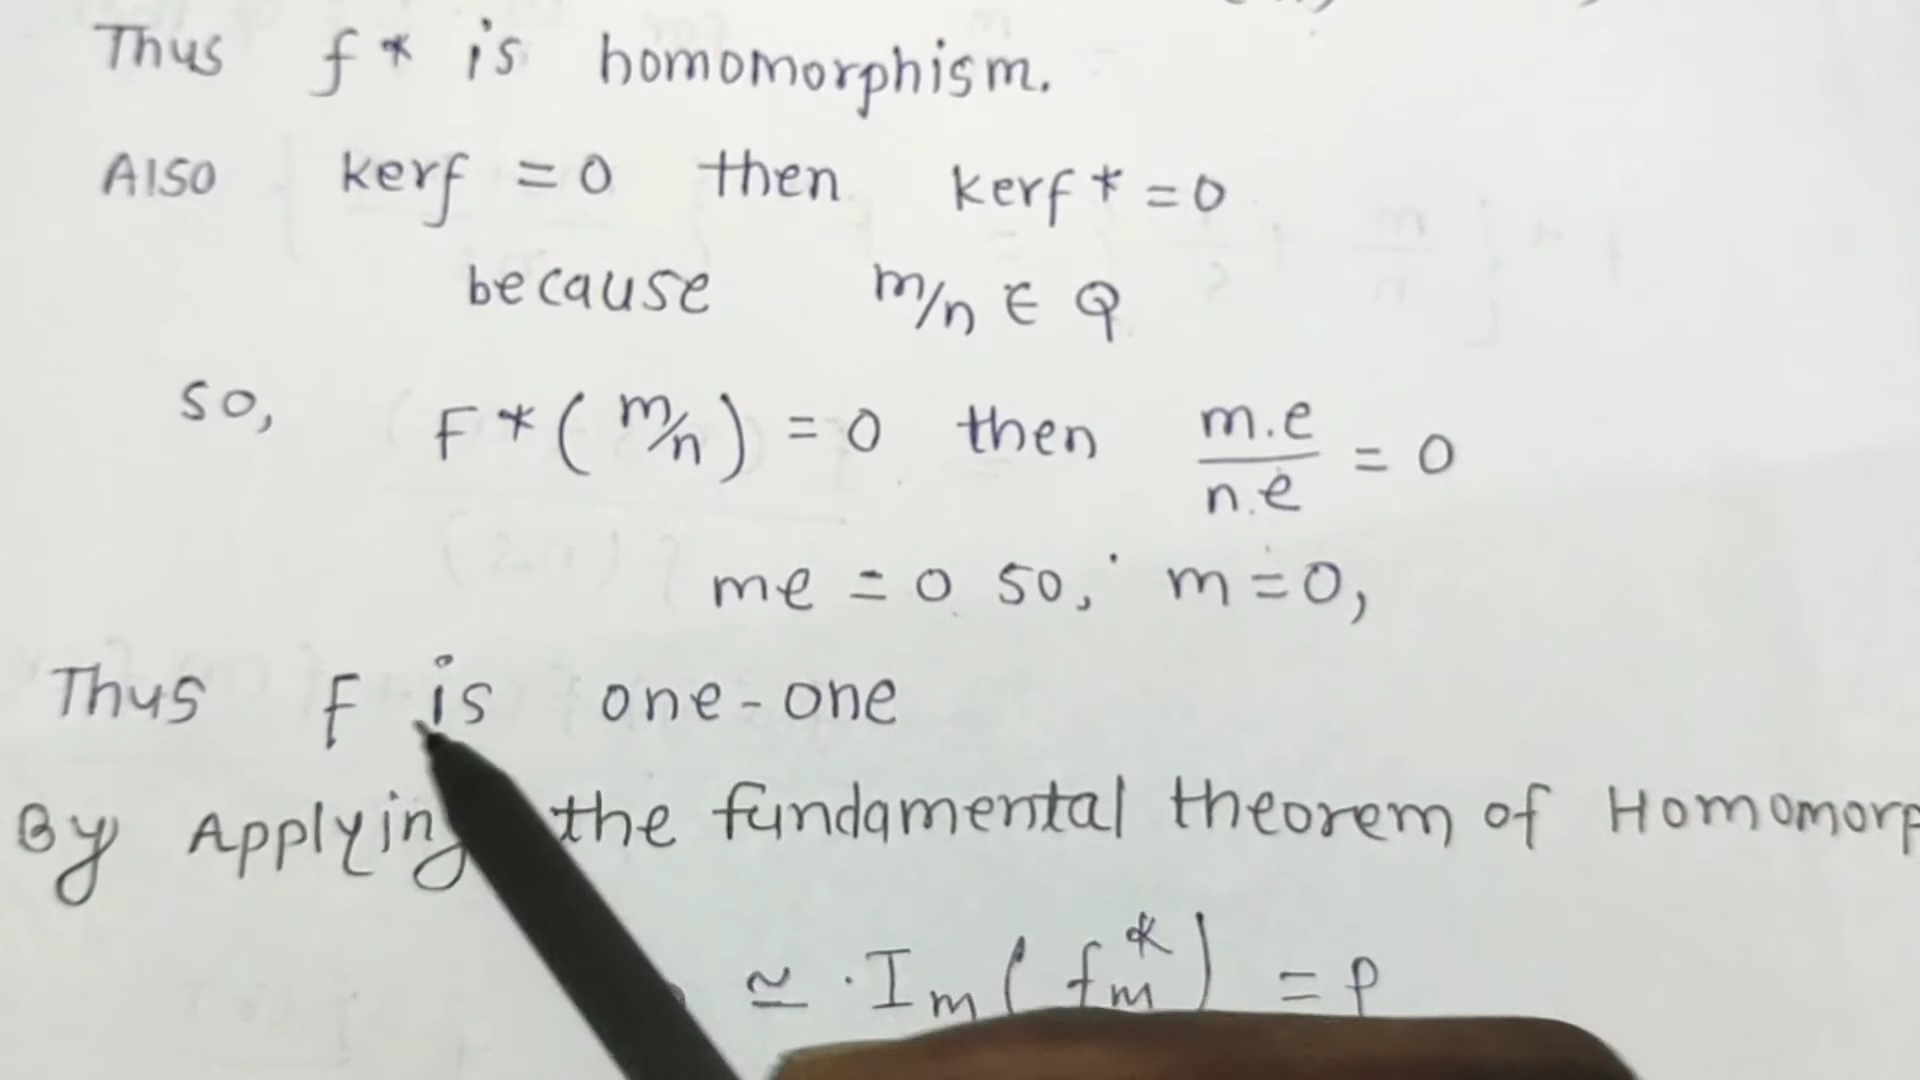 Thus f* is homomorphism.
Also kerf = 0 then kerf* = 0
because m/n ∈ Q
so, F*(m/n) = 0 then m.e/n.e = 0
me = 0 so, m = 0,
Thus F is one-one
By Applying the fundamental theorem of Homomorp
≃ . Im (f*m) = P